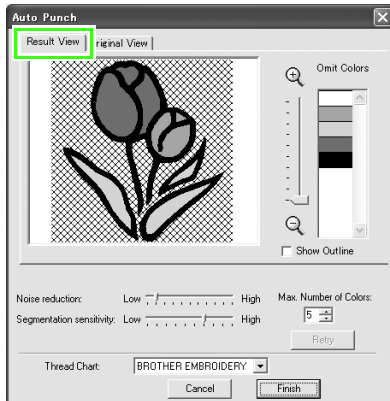 Auto Punch
Result View
riginal View
Omit Colors
Show Outline
Noise reduction: Low High
Max. Number of Colors:
Segmentation sensitivity: Low High
5
Retry
Thread Chart: BROTHER EMBROIDERY
Cancel Finish